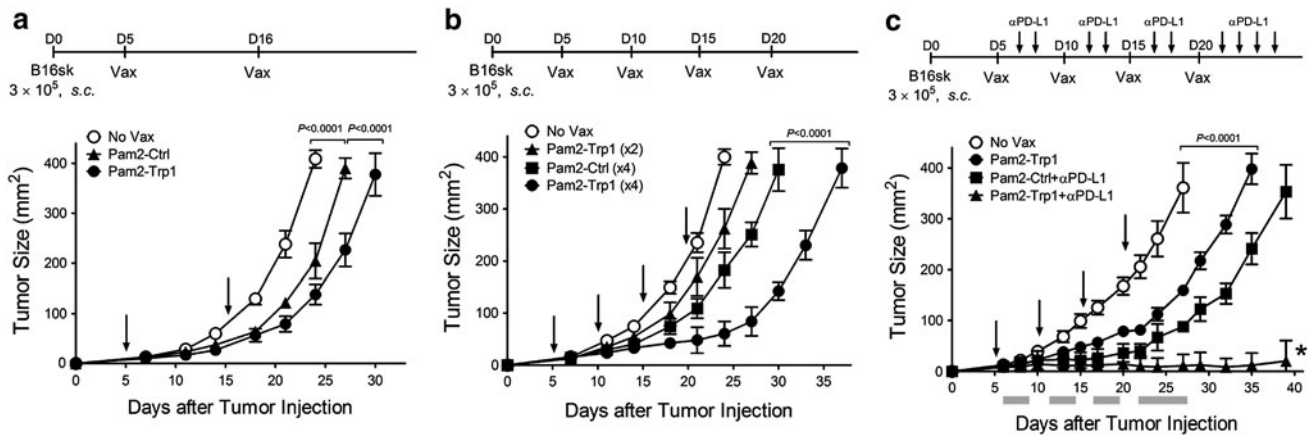 a
D0 D5 D16
B16sk Vax Vax
3 × 10⁵, s.c.
No Vax
Pam2-Ctrl
Pam2-Trp1
P<0.0001 P<0.0001
Tumor Size (mm²)
400
300
200
100
0
0 5 10 15 20 25 30
Days after Tumor Injection
b
D0 D5 D10 D15 D20
B16sk Vax Vax Vax Vax
3 × 10⁵, s.c.
No Vax
Pam2-Trp1 (x2)
Pam2-Ctrl (x4)
Pam2-Trp1 (x4)
P<0.0001
Tumor Size (mm²)
400
300
200
100
0
0 5 10 15 20 25 30 35
Days after Tumor Injection
c
αPD-L1 αPD-L1 αPD-L1 αPD-L1
D0 D5 D10 D15 D20
B16sk Vax Vax Vax Vax
3 × 10⁵, s.c.
No Vax
Pam2-Trp1
Pam2-Ctrl+αPD-L1
Pam2-Trp1+αPD-L1
P<0.0001
Tumor Size (mm²)
400
300
200
100
0
*
0 5 10 15 20 25 30 35 40
Days after Tumor Injection